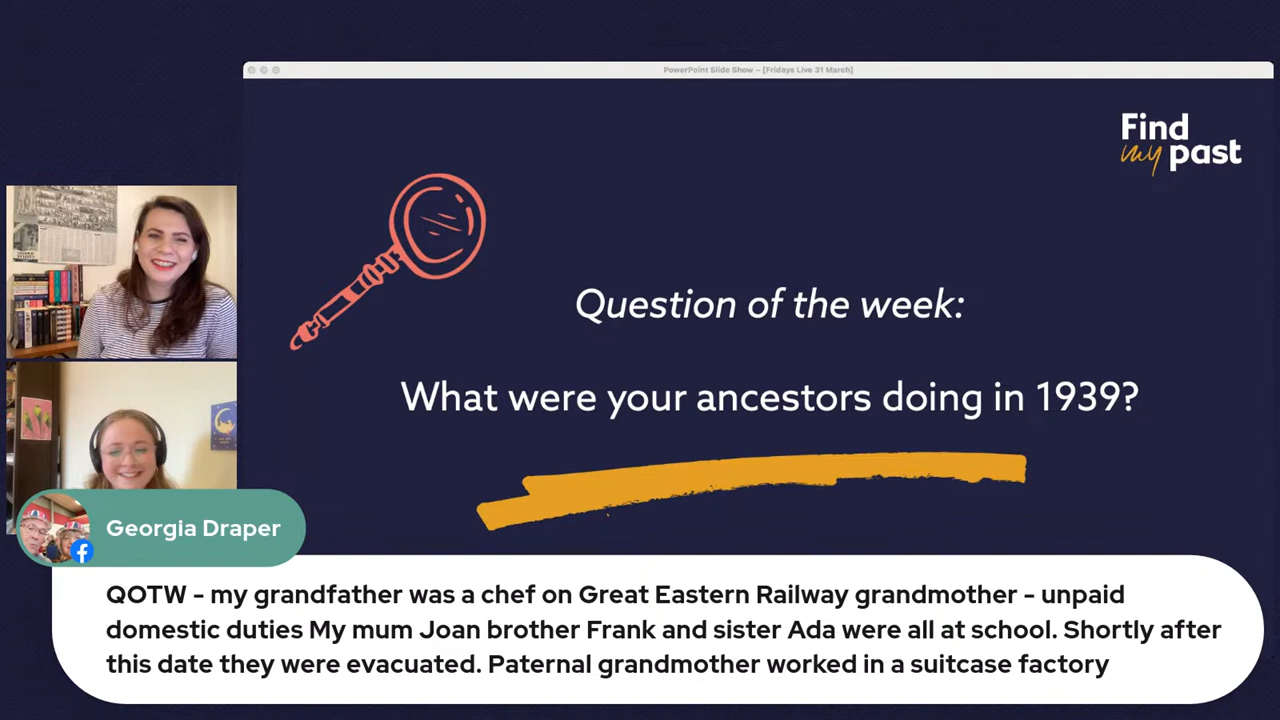 PowerPoint Slide Show – [Fridays Live 31 March]
Find
my past
Question of the week:
What were your ancestors doing in 1939?
Georgia Draper
QOTW - my grandfather was a chef on Great Eastern Railway grandmother - unpaid
domestic duties My mum Joan brother Frank and sister Ada were all at school. Shortly after
this date they were evacuated. Paternal grandmother worked in a suitcase factory